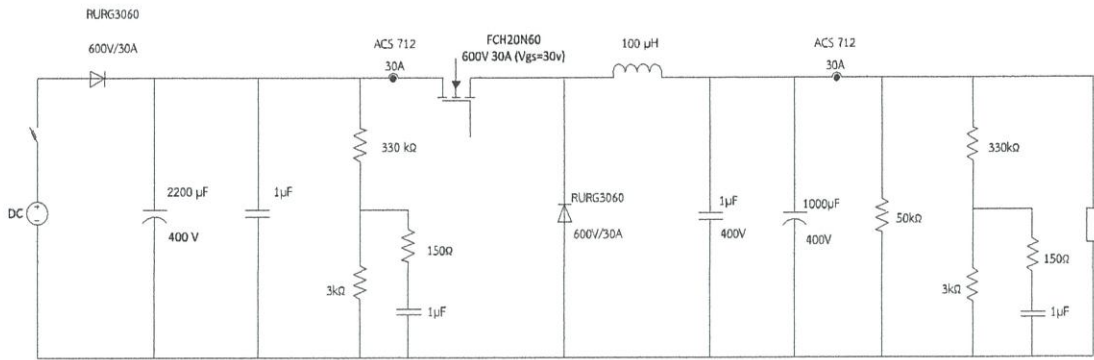 RURG3060
600V/30A
ACS 712
30A
FCH20N60
600V 30A (Vgs=30v)
100 µH
ACS 712
30A
330 kΩ
330kΩ
2200 µF
400 V
1µF
DC
+
−
150Ω
3kΩ
1µF
RURG3060
600V/30A
1µF
400V
1000µF
400V
50kΩ
150Ω
3kΩ
1µF